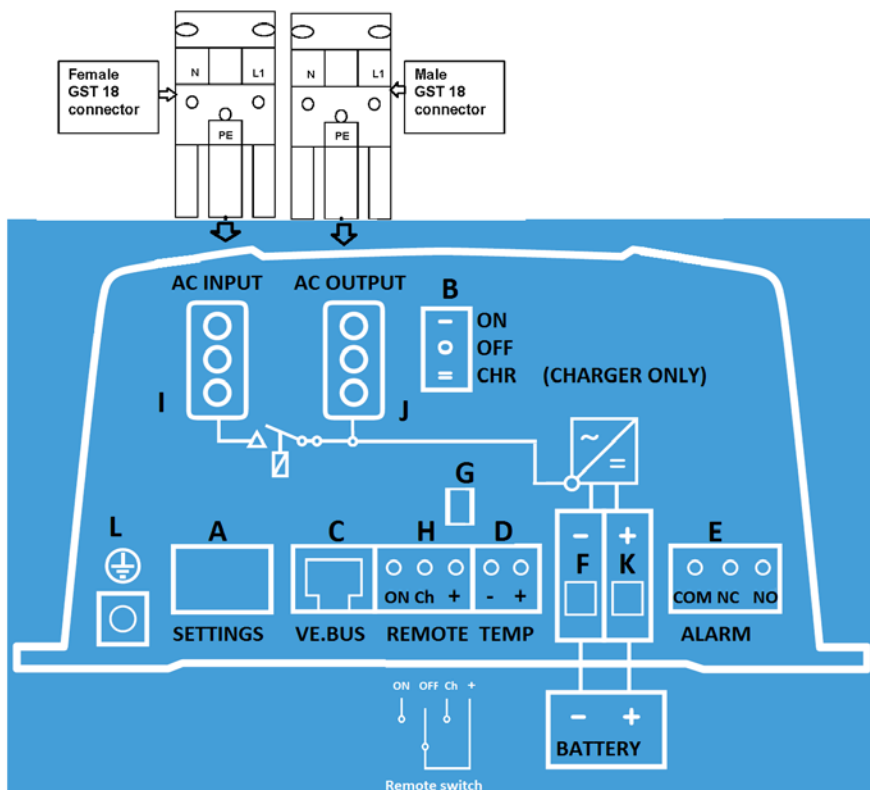 Female
GST 18
connector
N L1
PE
N L1
PE
Male
GST 18
connector
AC INPUT AC OUTPUT B
ON
OFF
CHR (CHARGER ONLY)
I J
~ =
G
L A C H D - + E
F K
ON Ch + - + COM NC NO
SETTINGS VE.BUS REMOTE TEMP ALARM
ON OFF Ch +
- +
BATTERY
Remote switch